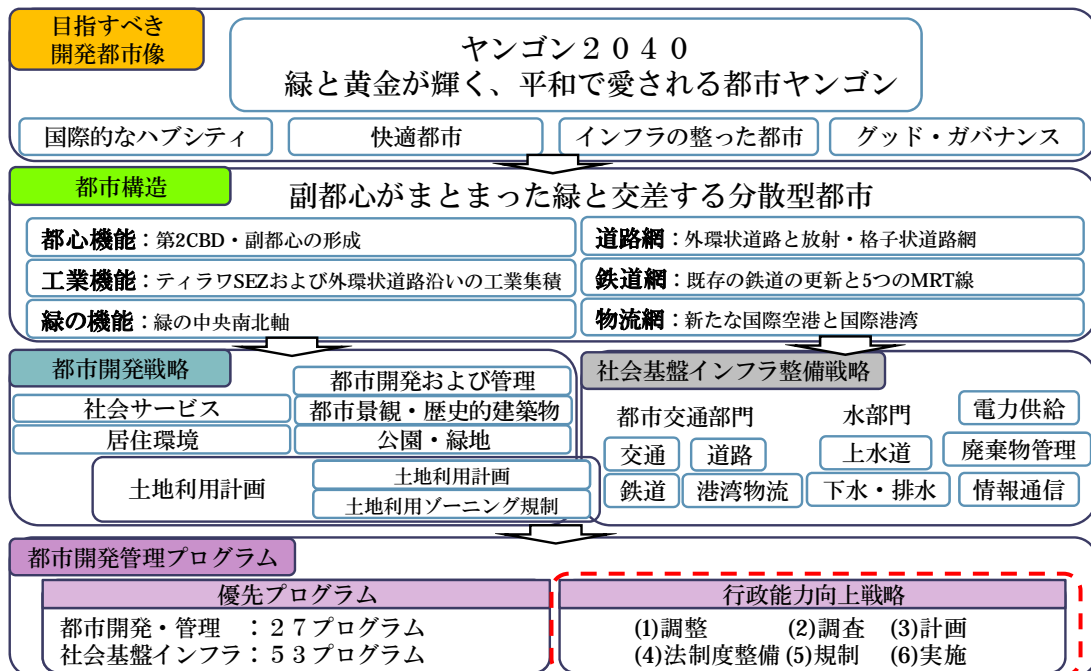 目指すべき
開発都市像
ヤンゴン２０４０
緑と黄金が輝く、平和で愛される都市ヤンゴン
国際的なハブシティ
快適都市
インフラの整った都市
グッド・ガバナンス
都市構造
副都心がまとまった緑と交差する分散型都市
都心機能：第2CBD・副都心の形成
工業機能：ティラワSEZおよび外環状道路沿いの工業集積
緑の機能：緑の中央南北軸
道路網：外環状道路と放射・格子状道路網
鉄道網：既存の鉄道の更新と5つのMRT線
物流網：新たな国際空港と国際港湾
都市開発戦略
都市開発および管理
社会サービス
都市景観・歴史的建築物
居住環境
公園・緑地
土地利用計画
土地利用計画
土地利用ゾーニング規制
社会基盤インフラ整備戦略
都市交通部門
交通
道路
鉄道
港湾物流
水部門
上水道
下水・排水
電力供給
廃棄物管理
情報通信
都市開発管理プログラム
優先プログラム
都市開発・管理　：２７プログラム
社会基盤インフラ：５３プログラム
行政能力向上戦略
(1)調整 (2)調査 (3)計画
(4)法制度整備 (5)規制 (6)実施